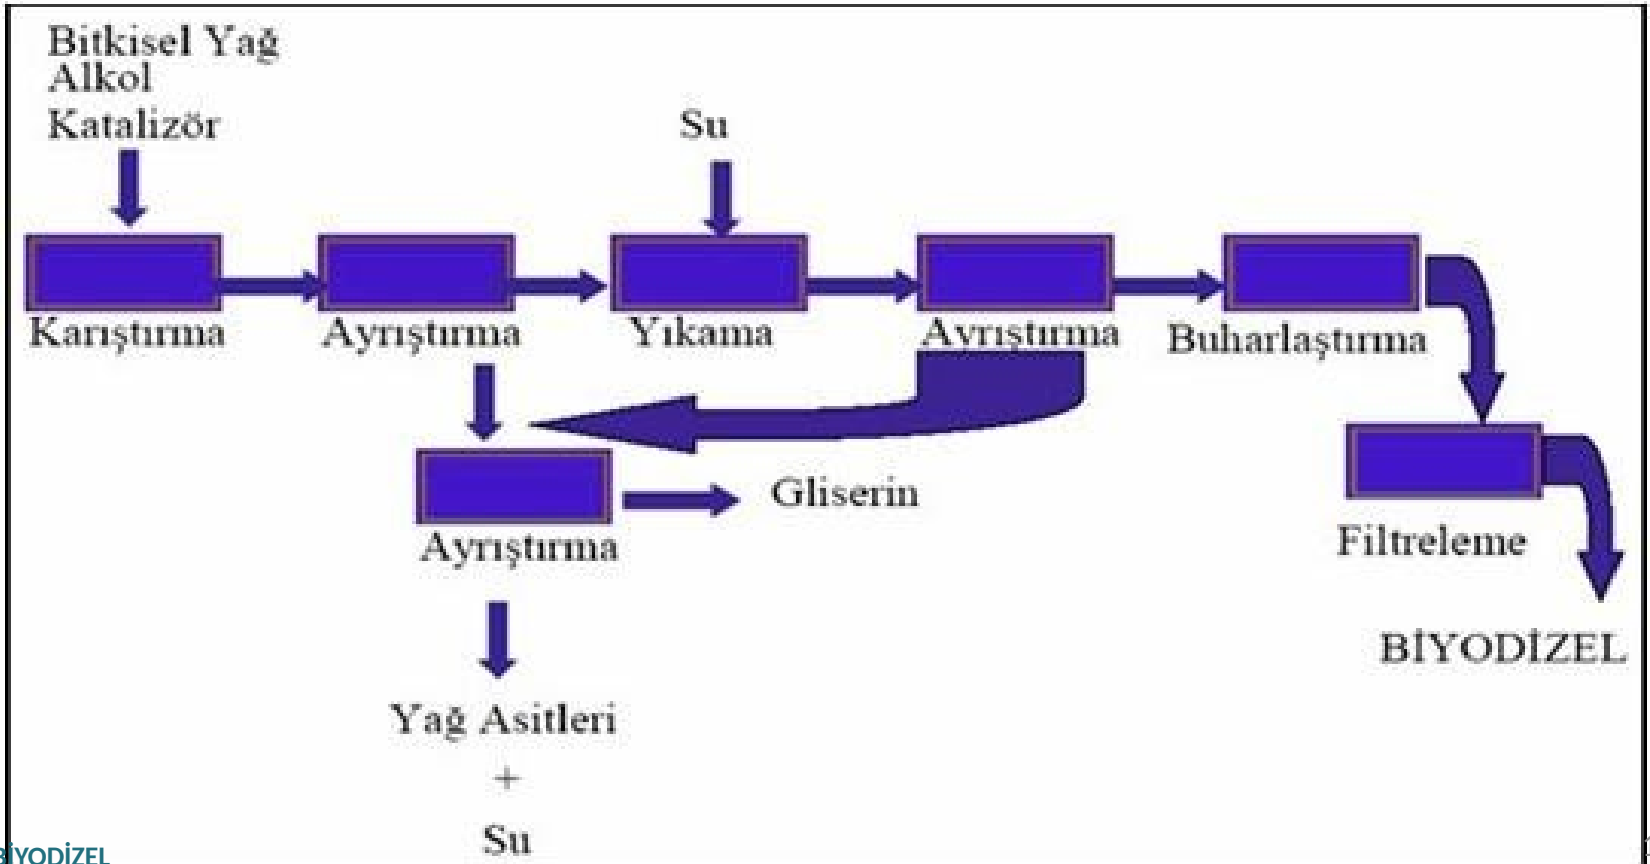 Bitkisel Yağ
Alkol
Katalizör
Su
Karıştırma
Ayrıştırma
Yıkama
Ayrıştırma
Buharlaştırma
Gliserin
Ayrıştırma
Filtreleme
BİYODİZEL
Yağ Asitleri
+
Su
BİYODİZEL